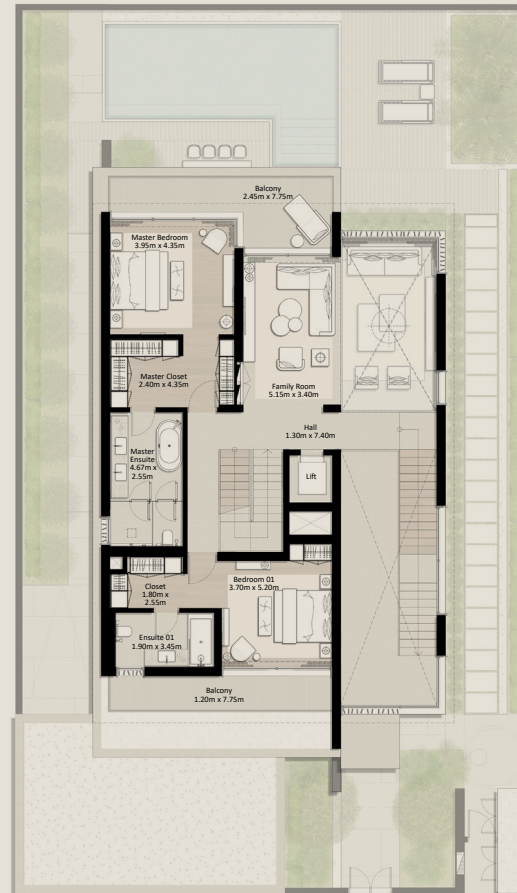 Balcony
2.45m x 7.75m
Master Bedroom
3.95m x 4.35m
Master Closet
2.40m x 4.35m
Family Room
5.15m x 3.40m
Hall
1.30m x 7.40m
Master
Ensuite
4.67m x
2.55m
Lift
Bedroom 01
3.70m x 5.20m
Closet
1.80m x
2.55m
Ensuite 01
1.90m x 3.45m
Balcony
1.20m x 7.75m